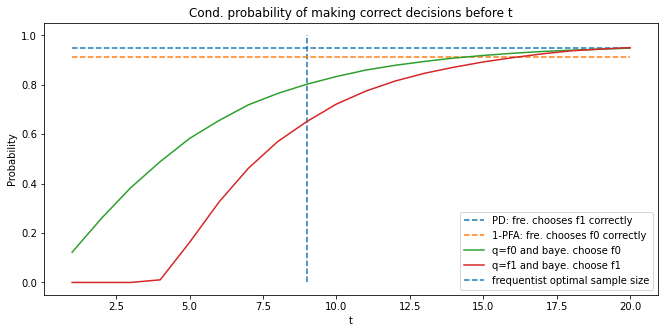 Cond. probability of making correct decisions before t
1.0
0.8
0.6
0.4
0.2
0.0
Probability
PD: fre. chooses f1 correctly
1-PFA: fre. chooses f0 correctly
q=f0 and baye. choose f0
q=f1 and baye. choose f1
frequentist optimal sample size
2.5 5.0 7.5 10.0 12.5 15.0 17.5 20.0
t